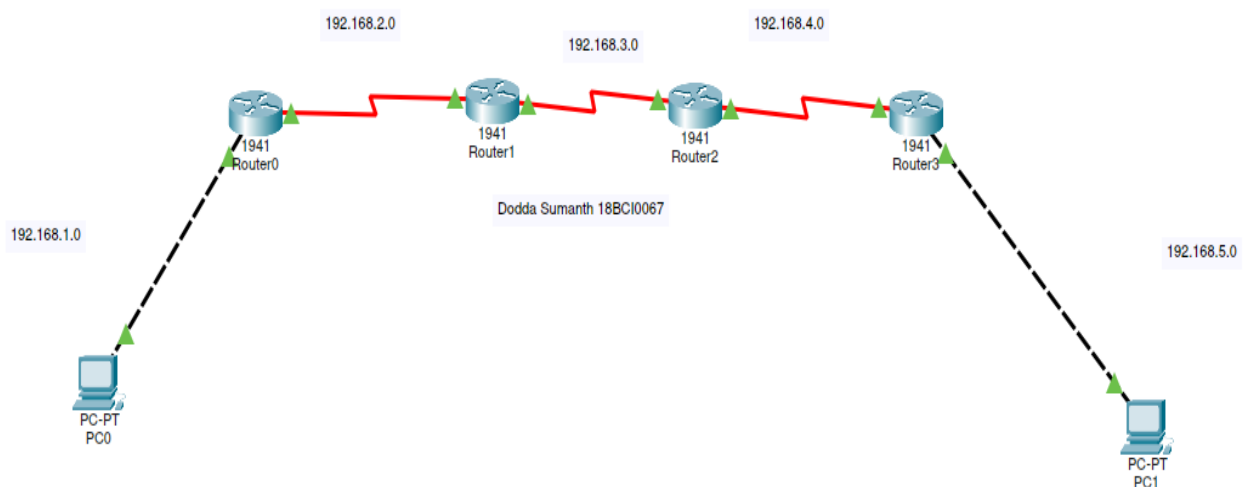 192.168.2.0
192.168.3.0
192.168.4.0
1941
Router0
1941
Router1
1941
Router2
1941
Router3
Dodda Sumanth 18BCI0067
192.168.1.0
192.168.5.0
PC-PT
PC0
PC-PT
PC1